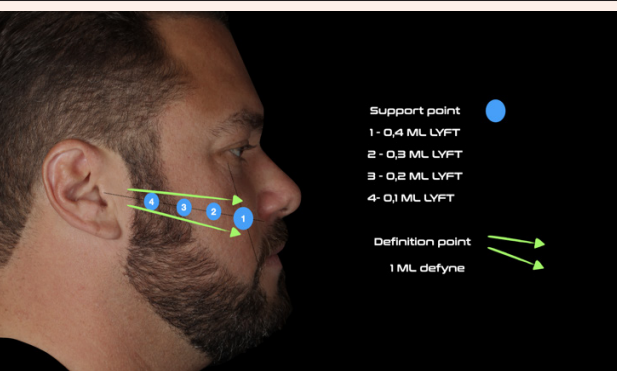 Support point
1 - 0,4 ML LYFT
2 - 0,3 ML LYFT
3 - 0,2 ML LYFT
4- 0,1 ML LYFT
Definition point
1 ML defyne
4
3
2
1